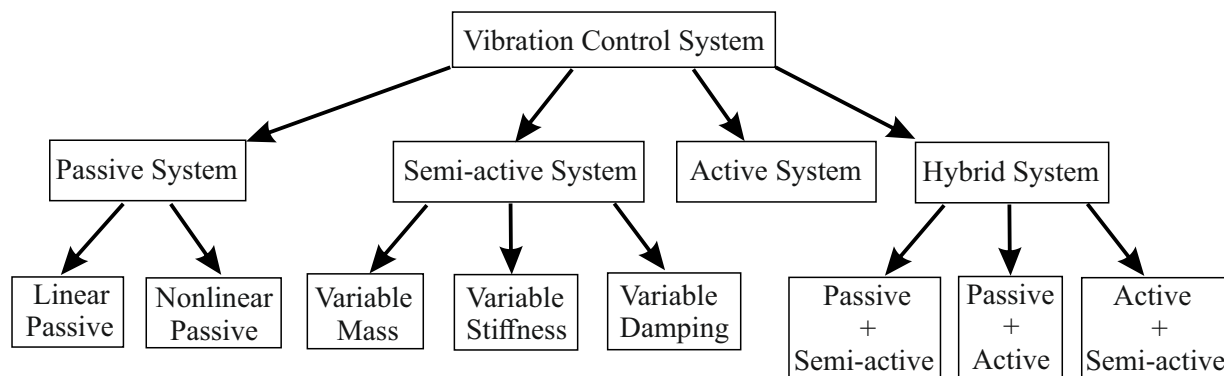 Vibration Control System
Passive System
Semi-active System
Active System
Hybrid System
Linear
Passive
Nonlinear
Passive
Variable
Mass
Variable
Stiffness
Variable
Damping
Passive
+
Semi-active
Passive
+
Active
Active
+
Semi-active